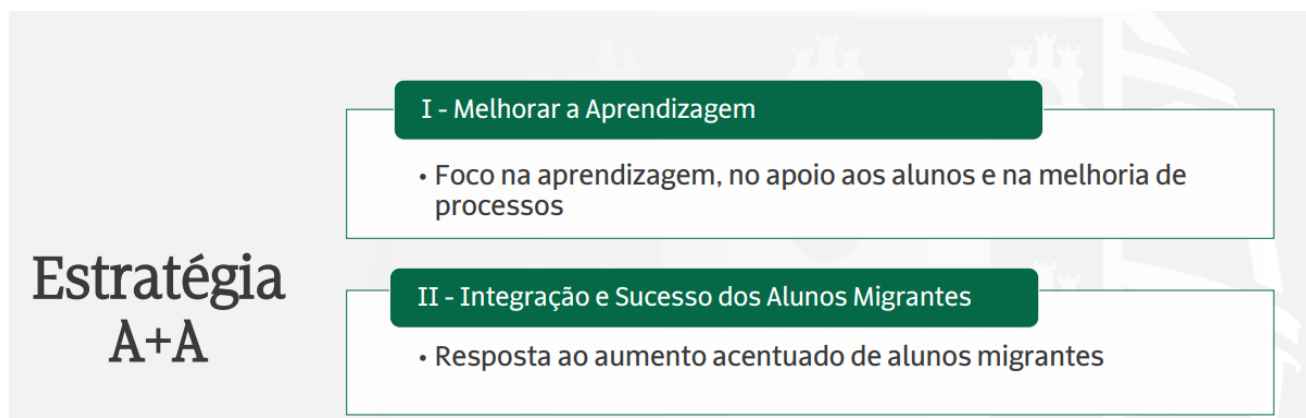 I - Melhorar a Aprendizagem
• Foco na aprendizagem, no apoio aos alunos e na melhoria de
processos
Estratégia
A+A
II - Integração e Sucesso dos Alunos Migrantes
• Resposta ao aumento acentuado de alunos migrantes